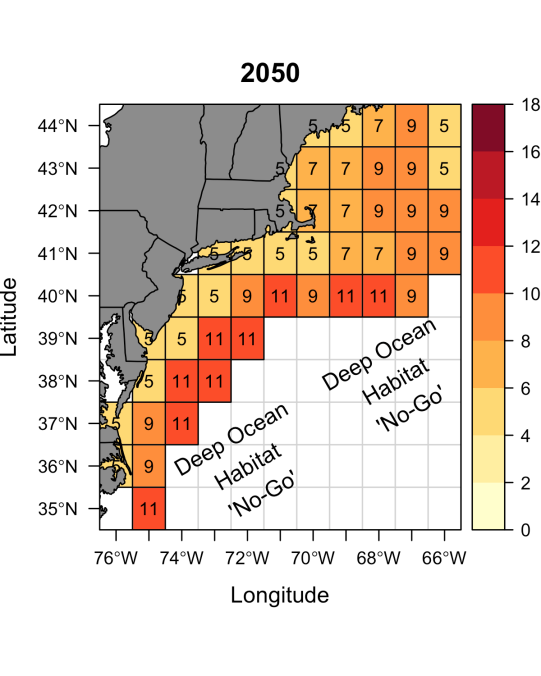 2050
44°N 5 5 7 9 5
43°N 5 7 7 9 9 5
42°N 5 7 7 9 9 9
41°N 5 5 5 5 7 7 9 9
40°N 5 5 9 11 9 11 11 9
39°N 5 5 11 11
38°N 5 11 11
37°N 5 9 11
36°N 5 9
35°N 11
Deep Ocean
Habitat
'No-Go'
Deep Ocean
Habitat
'No-Go'
76°W 74°W 72°W 70°W 68°W 66°W
Longitude
Latitude
18
16
14
12
10
8
6
4
2
0